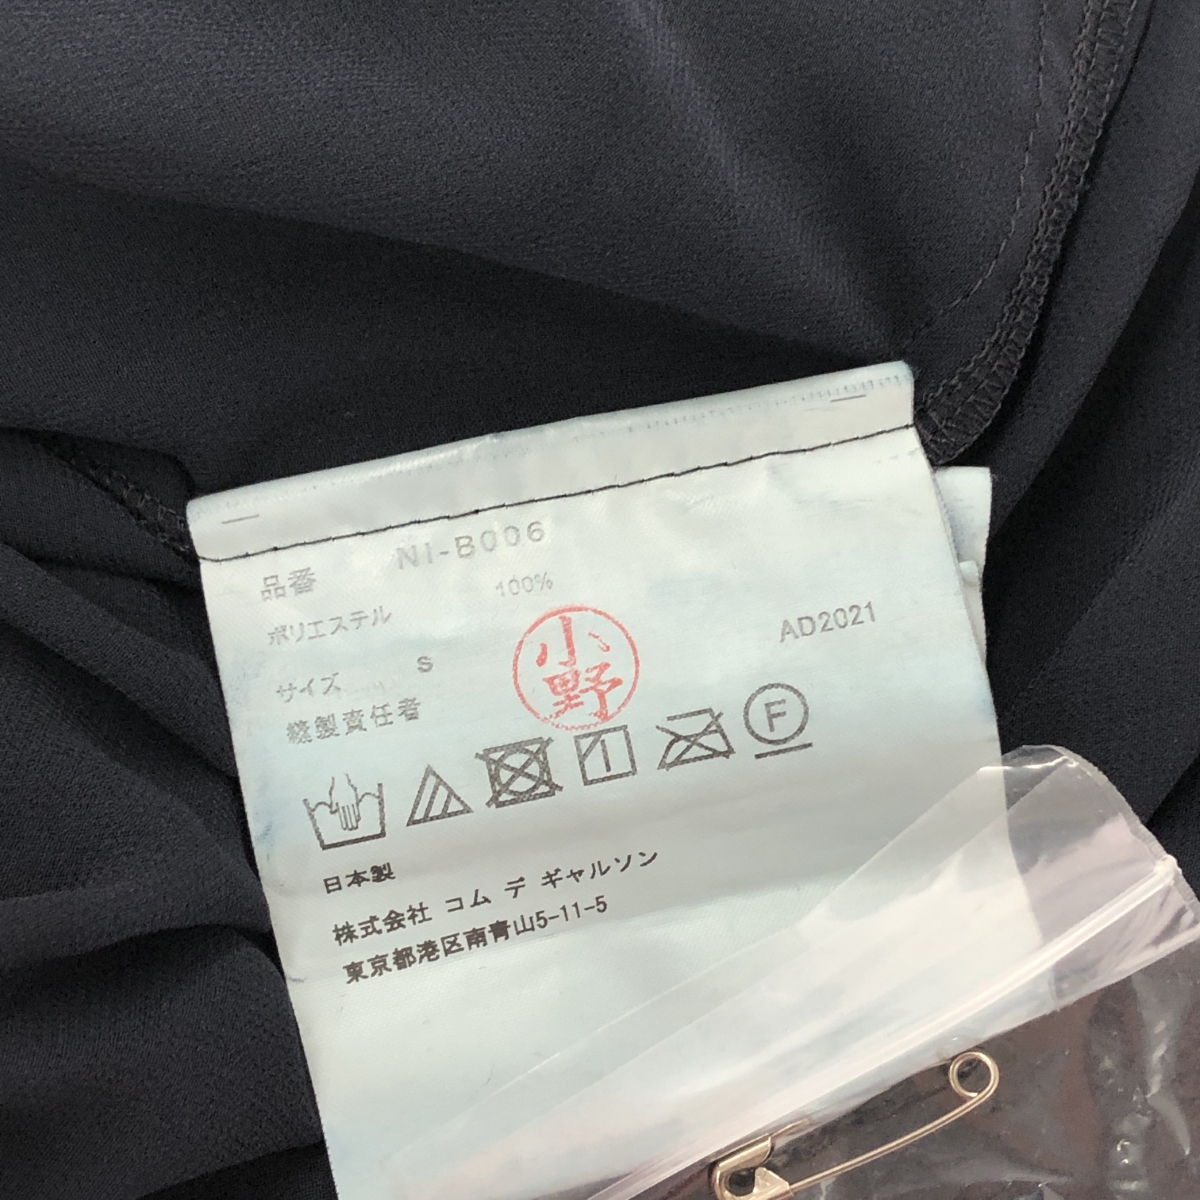 品番 NI-B006
ポリエステル 100%
サイズ S
AD2021
縫製責任者
小野
F
日本製
株式会社 コム デ ギャルソン
東京都港区南青山5-11-5